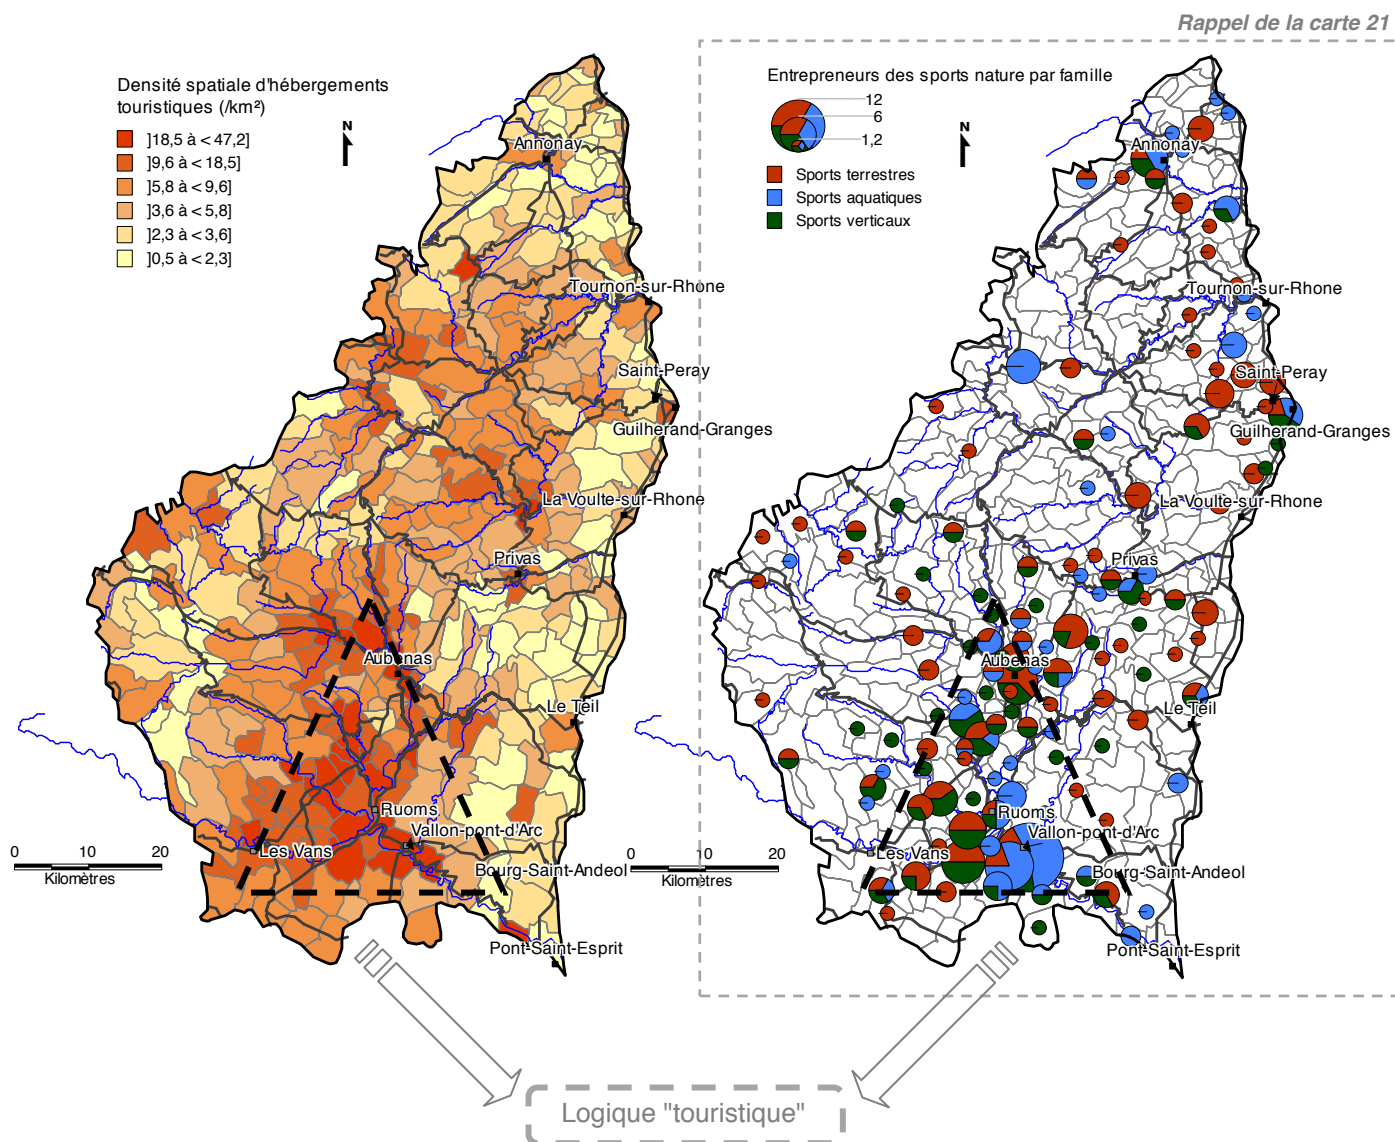 Rappel de la carte 21
Densité spatiale d'hébergements
touristiques (/km²)
]18,5 à < 47,2]
]9,6 à < 18,5]
]5,8 à < 9,6]
]3,6 à < 5,8]
]2,3 à < 3,6]
]0,5 à < 2,3]
N
Annonay
Tournon-sur-Rhone
Saint-Peray
Guilherand-Granges
La Voulte-sur-Rhone
Privas
Aubenas
Le Teil
Ruoms
Vallon-pont-d'Arc
Les Vans
Bourg-Saint-Andeol
Pont-Saint-Esprit
0 10 20
Kilomètres
Entrepreneurs des sports nature par famille
12
6
1,2
Sports terrestres
Sports aquatiques
Sports verticaux
N
Annonay
Tournon-sur-Rhone
Saint-Peray
Guilherand-Granges
La Voulte-sur-Rhone
Privas
Aubenas
Le Teil
Ruoms
Vallon-pont-d'Arc
Les Vans
Bourg-Saint-Andeol
Pont-Saint-Esprit
0 10 20
Kilomètres
Logique "touristique"